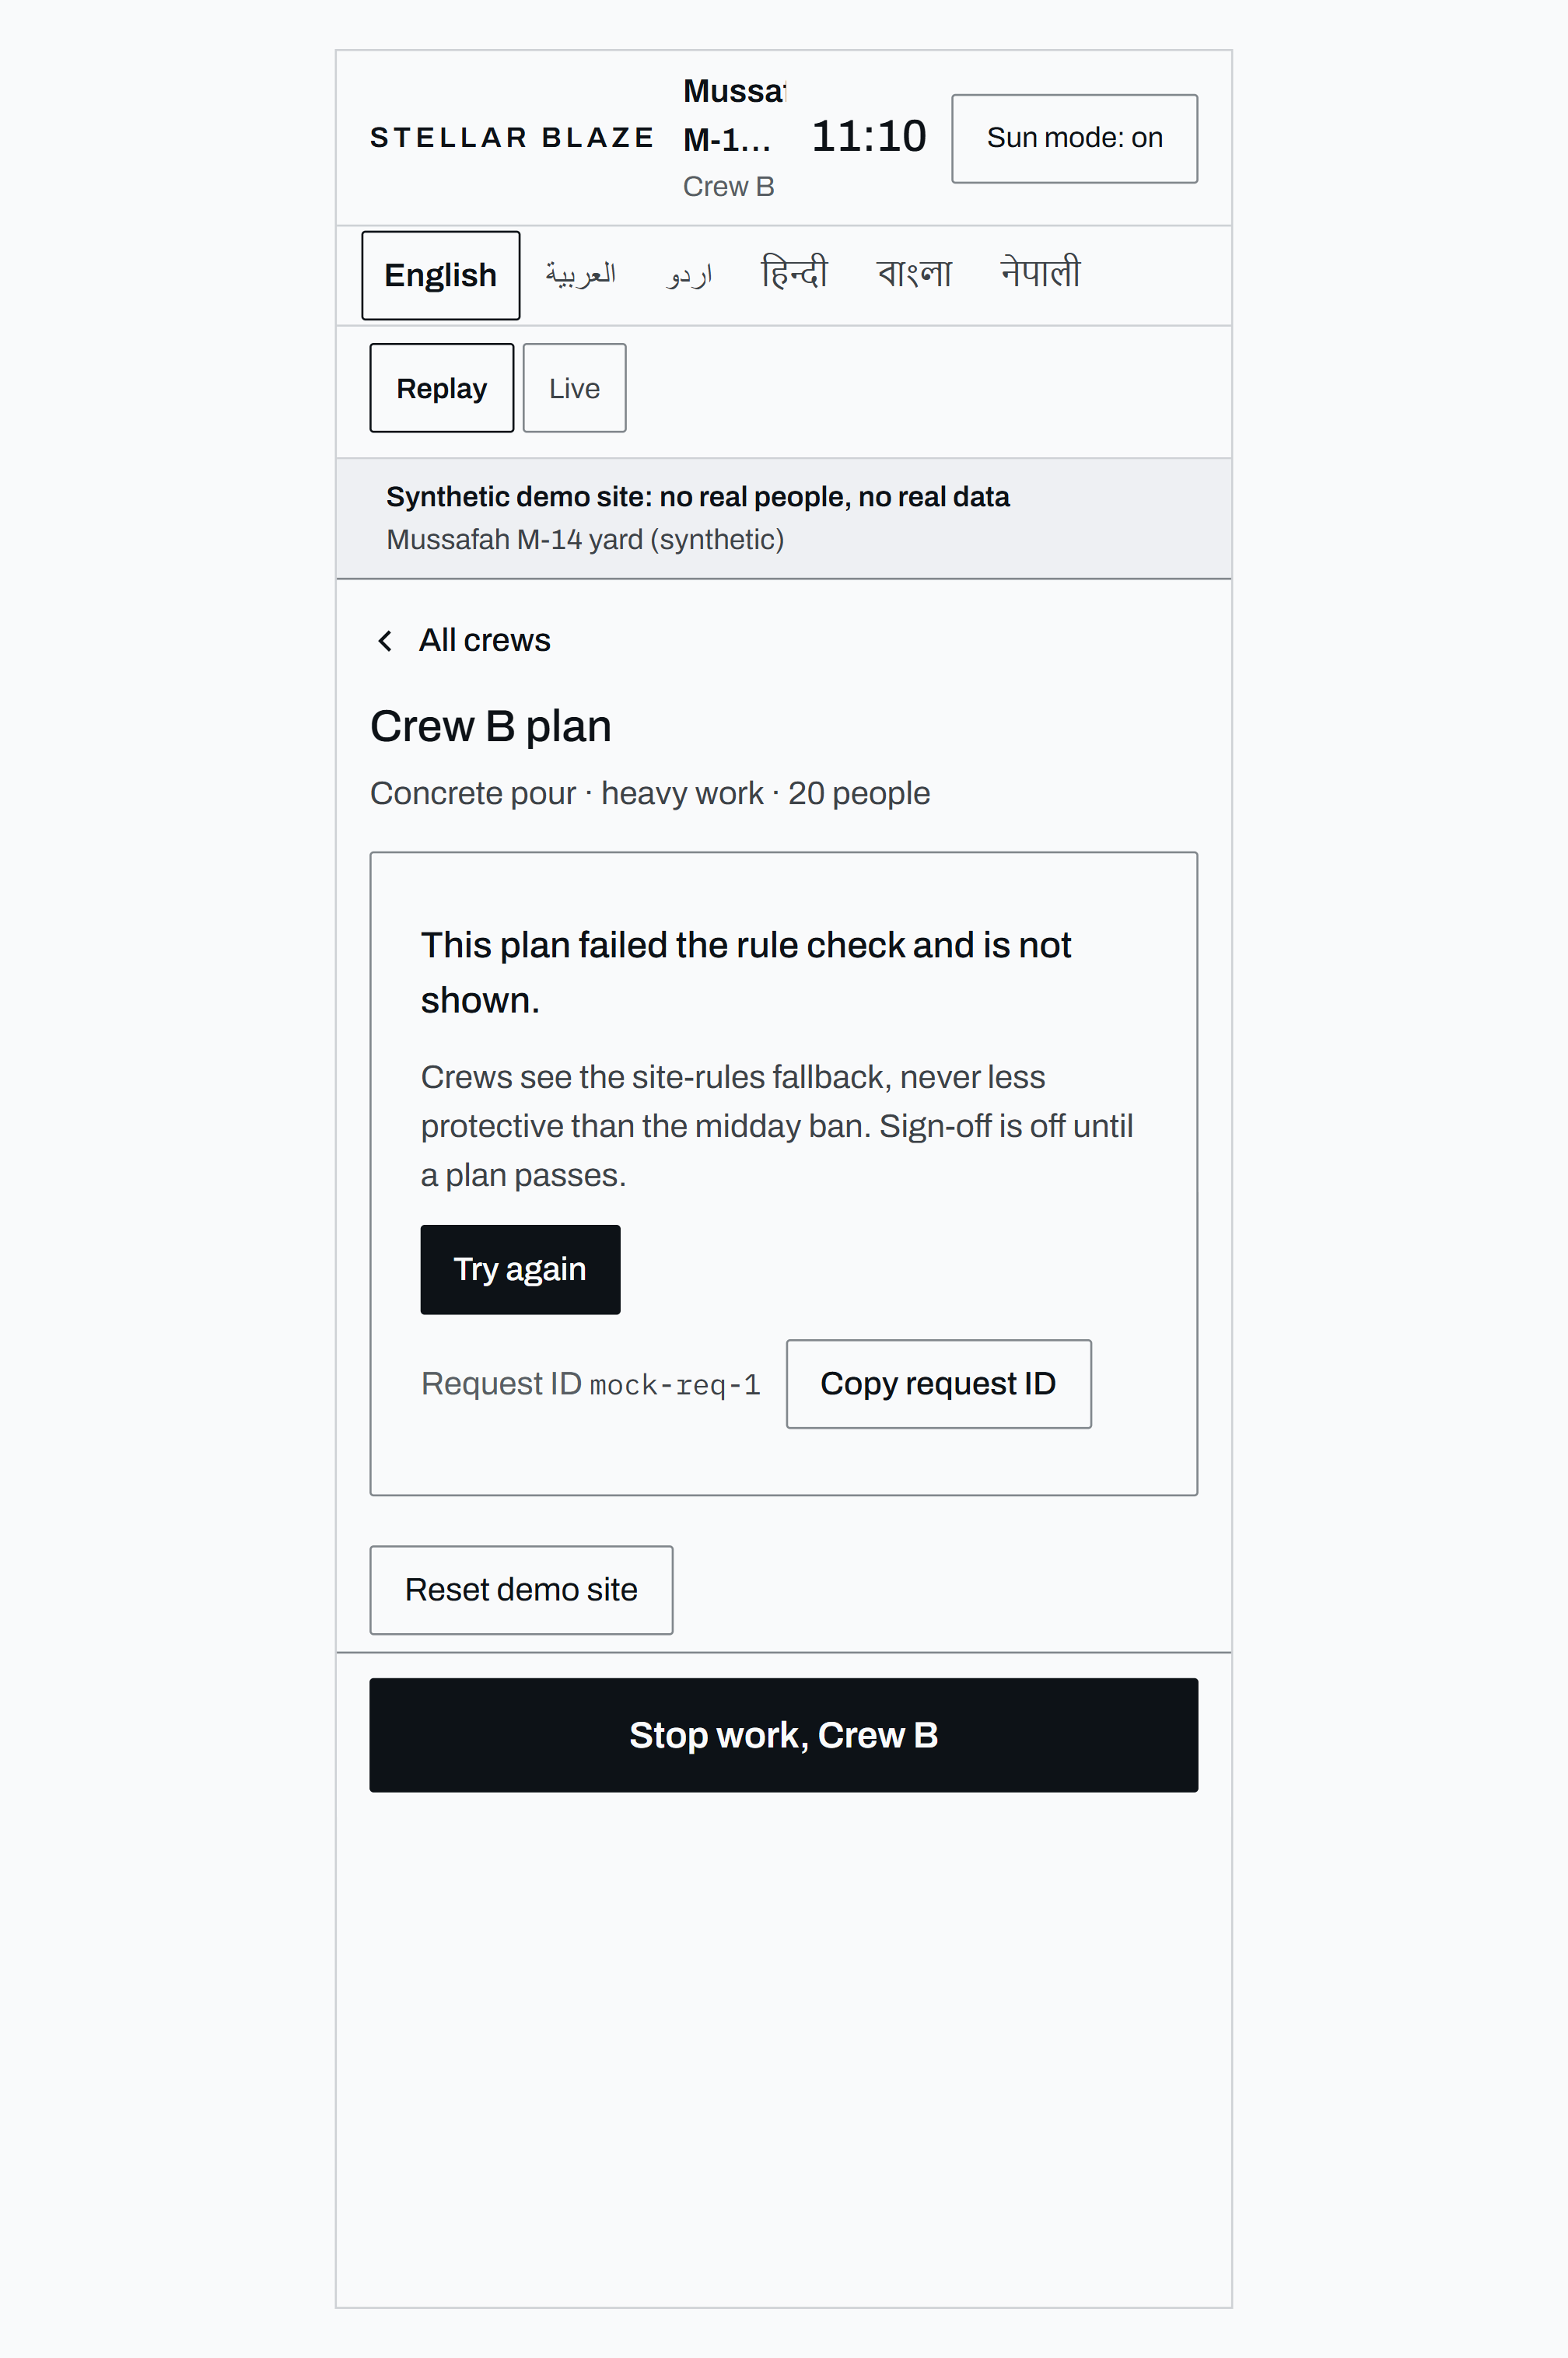 STELLAR BLAZE
M-1...
Crew B
11:10
Sun mode: on
English العربية اردو हिन्दी বাংলা नेपाली
Replay Live
Synthetic demo site: no real people, no real data
Mussafah M-14 yard (synthetic)
All crews
Crew B plan
Concrete pour · heavy work · 20 people
This plan failed the rule check and is not
shown.
Crews see the site-rules fallback, never less
protective than the midday ban. Sign-off is off until
a plan passes.
Try again
Request ID mock-req-1 Copy request ID
Reset demo site
Stop work, Crew B